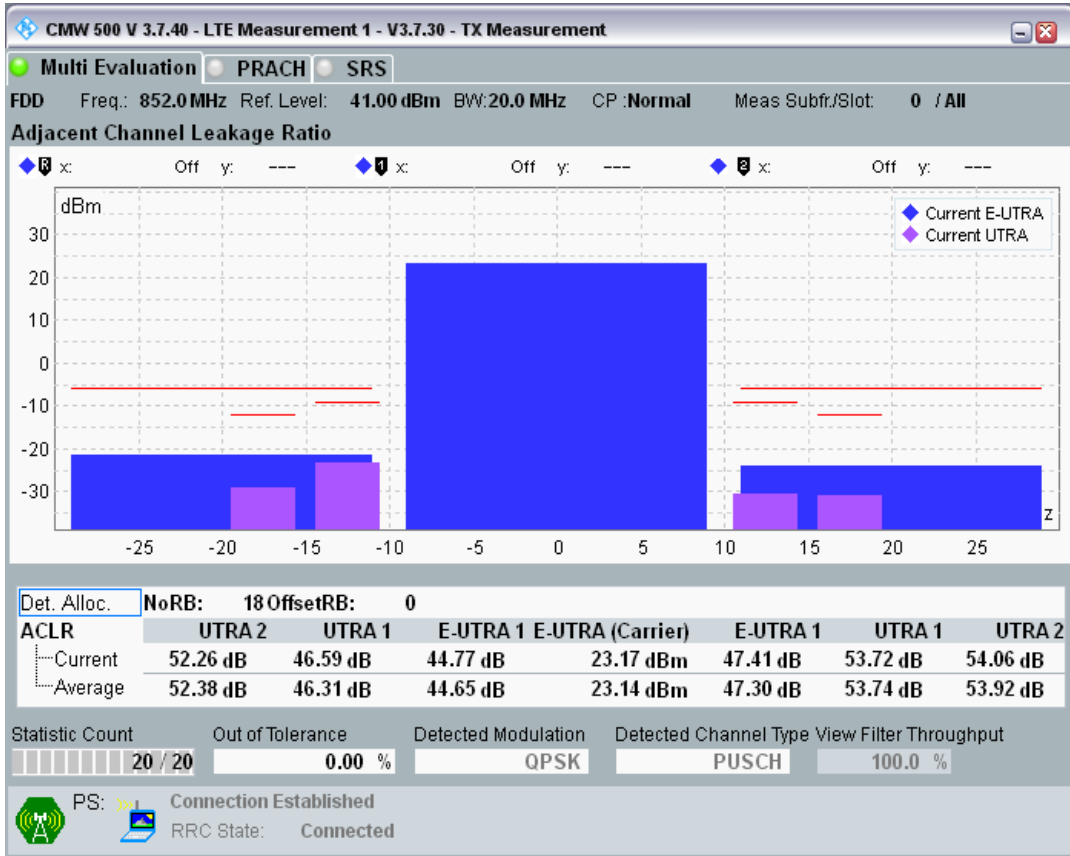 CMW 500 V 3.7.40 - LTE Measurement 1 - V3.7.30 - TX Measurement
Multi Evaluation PRACH SRS
FDD Freq.: 852.0 MHz Ref. Level: 41.00 dBm BW: 20.0 MHz CP :Normal Meas Subfr./Slot: 0 / All
Adjacent Channel Leakage Ratio
R x: Off y: --- 1 x: Off y: --- 2 x: Off y: ---
dBm
Current E-UTRA
Current UTRA
30
20
10
0
-10
-20
-30
z
-25 -20 -15 -10 -5 0 5 10 15 20 25
Det. Alloc. NoRB: 18 OffsetRB: 0
ACLR UTRA 2 UTRA 1 E-UTRA 1 E-UTRA (Carrier) E-UTRA 1 UTRA 1 UTRA 2
Current 52.26 dB 46.59 dB 44.77 dB 23.17 dBm 47.41 dB 53.72 dB 54.06 dB
Average 52.38 dB 46.31 dB 44.65 dB 23.14 dBm 47.30 dB 53.74 dB 53.92 dB
Statistic Count Out of Tolerance Detected Modulation Detected Channel Type View Filter Throughput
20 / 20 0.00 % QPSK PUSCH 100.0 %
PS: Connection Established
RRC State: Connected